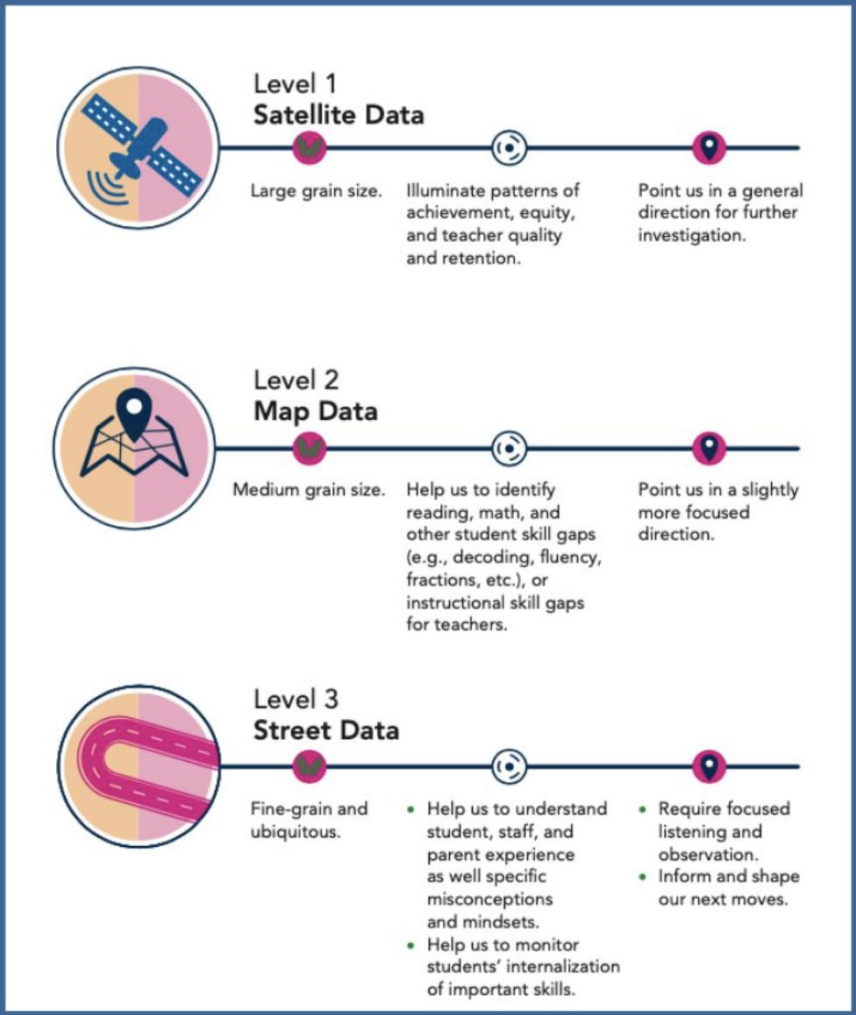 Level 1
Satellite Data
Large grain size.
Illuminate patterns of
achievement, equity,
and teacher quality
and retention.
Point us in a general
direction for further
investigation.
Level 2
Map Data
Medium grain size.
Help us to identify
reading, math, and
other student skill gaps
(e.g., decoding, fluency,
fractions, etc.), or
instructional skill gaps
for teachers.
Point us in a slightly
more focused
direction.
Level 3
Street Data
Fine-grain and
ubiquitous.
• Help us to understand
student, staff, and
parent experience
as well specific
misconceptions
and mindsets.
• Help us to monitor
students’ internalization
of important skills.
• Require focused
listening and
observation.
• Inform and shape
our next moves.